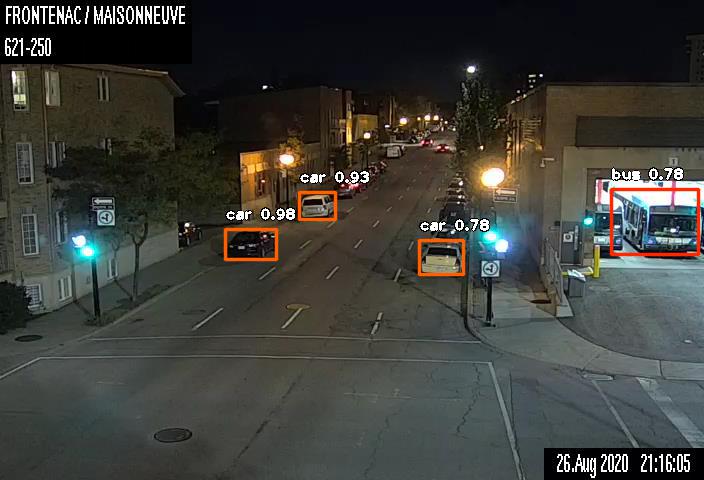 FRONTENAC / MAISONNEUVE
621-250
car 0.93
bus 0.78
car 0.98
car 0.78
26.Aug 2020 21:16:05